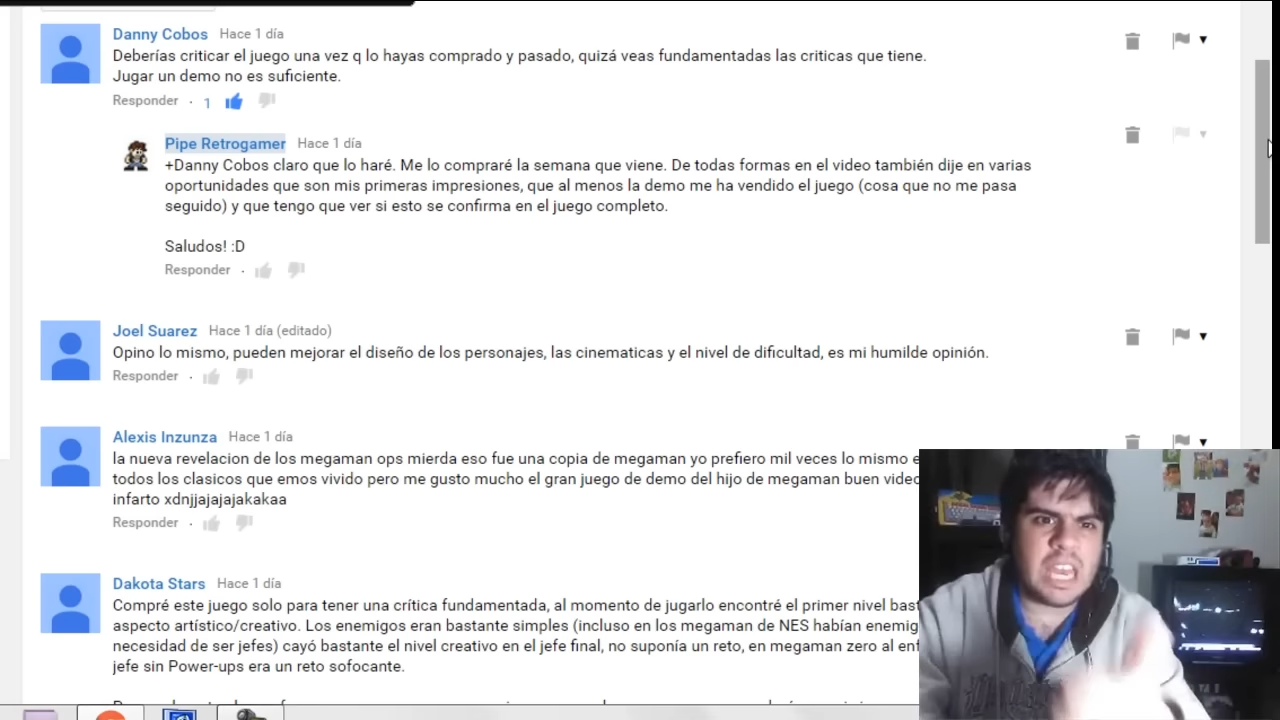 Danny Cobos Hace 1 día
Deberías criticar el juego una vez q lo hayas comprado y pasado, quizá veas fundamentadas las criticas que tiene.
Jugar un demo no es suficiente.
Responder · 1
Pipe Retrogamer Hace 1 día
+Danny Cobos claro que lo haré. Me lo compraré la semana que viene. De todas formas en el video también dije en varias
oportunidades que son mis primeras impresiones, que al menos la demo me ha vendido el juego (cosa que no me pasa
seguido) y que tengo que ver si esto se confirma en el juego completo.
Saludos! :D
Responder ·
Joel Suarez Hace 1 día (editado)
Opino lo mismo, pueden mejorar el diseño de los personajes, las cinematicas y el nivel de dificultad, es mi humilde opinión.
Responder ·
Alexis Inzunza Hace 1 día
la nueva revelacion de los megaman ops mierda eso fue una copia de megaman yo prefiero mil veces lo mismo e
todos los clasicos que emos vivido pero me gusto mucho el gran juego de demo del hijo de megaman buen video
infarto xdnjjajajajakakaa
Responder ·
Dakota Stars Hace 1 día
Compré este juego solo para tener una crítica fundamentada, al momento de jugarlo encontré el primer nivel bast
aspecto artístico/creativo. Los enemigos eran bastante simples (incluso en los megaman de NES habían enemig
necesidad de ser jefes) cayó bastante el nivel creativo en el jefe final, no suponía un reto, en megaman zero al enf
jefe sin Power-ups era un reto sofocante.